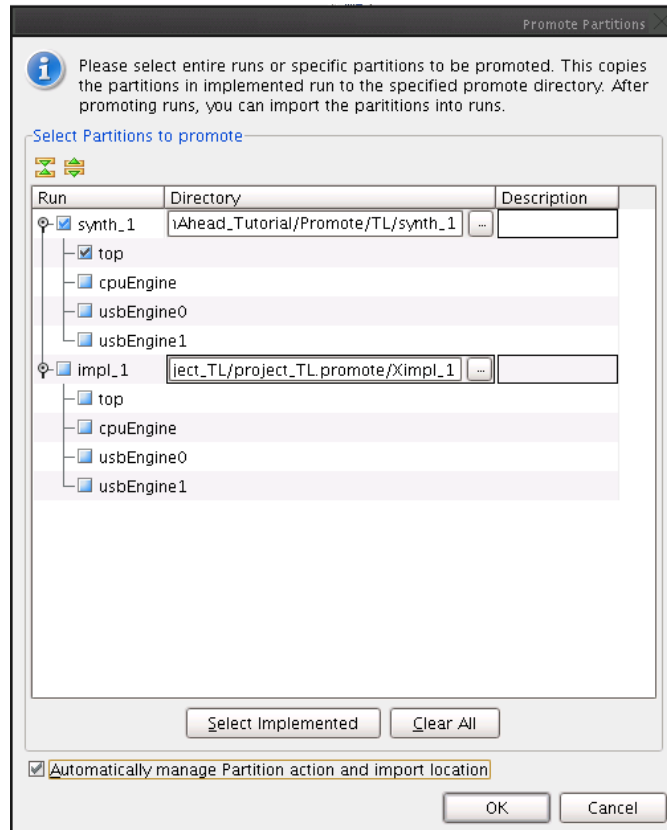 Promote Partitions
Please select entire runs or specific partitions to be promoted. This copies
the partitions in implemented run to the specified promote directory. After
promoting runs, you can import the parititions into runs.
Select Partitions to promote
Run Directory Description
synth_1 ıAhead_Tutorial/Promote/TL/synth_1 ...
top
cpuEngine
usbEngine0
usbEngine1
impl_1 ject_TL/project_TL.promote/Ximpl_1 ...
top
cpuEngine
usbEngine0
usbEngine1
Select Implemented Clear All
Automatically manage Partition action and import location
OK Cancel